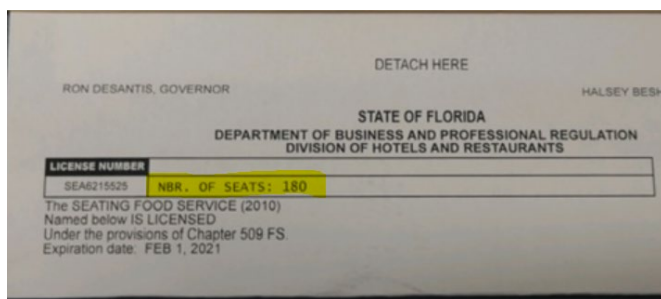 DETACH HERE
RON DESANTIS, GOVERNOR
HALSEY BESH
STATE OF FLORIDA
DEPARTMENT OF BUSINESS AND PROFESSIONAL REGULATION
DIVISION OF HOTELS AND RESTAURANTS
LICENSE NUMBER
SEA6215525 NBR. OF SEATS: 180
The SEATING FOOD SERVICE (2010)
Named below IS LICENSED
Under the provisions of Chapter 509 FS.
Expiration date: FEB 1, 2021